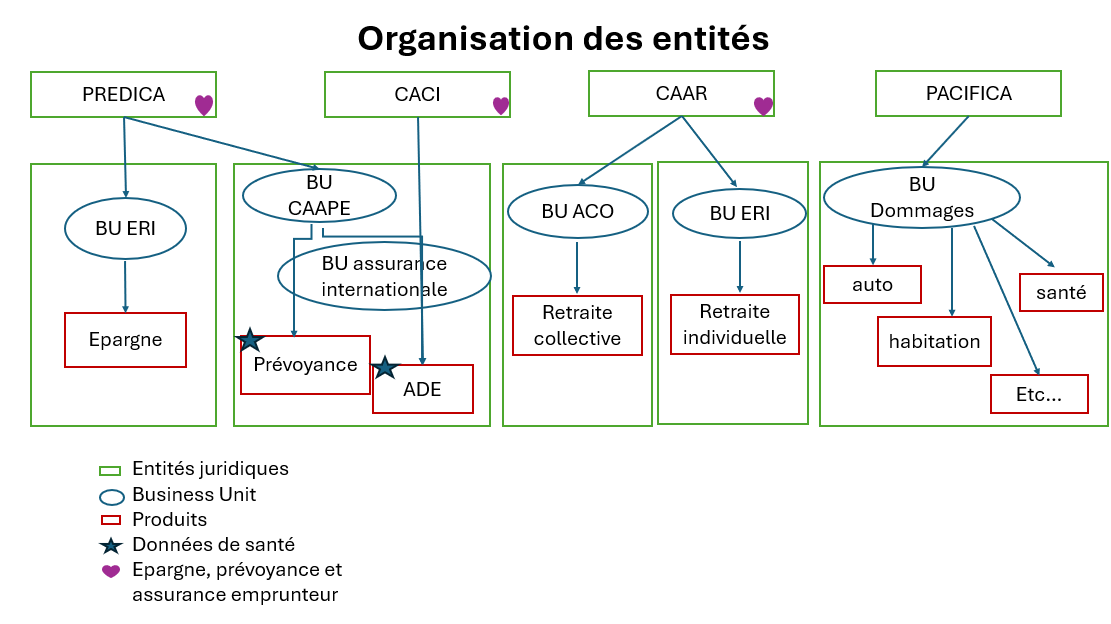 Organisation des entités
PREDICA
CACI
CAAR
PACIFICA
BU ERI
BU
CAAPE
BU assurance
internationale
BU ACO
BU ERI
BU
Dommages
Epargne
Prévoyance
ADE
Retraite
collective
Retraite
individuelle
auto
habitation
santé
Etc...
Entités juridiques
Business Unit
Produits
Données de santé
Epargne, prévoyance et
assurance emprunteur